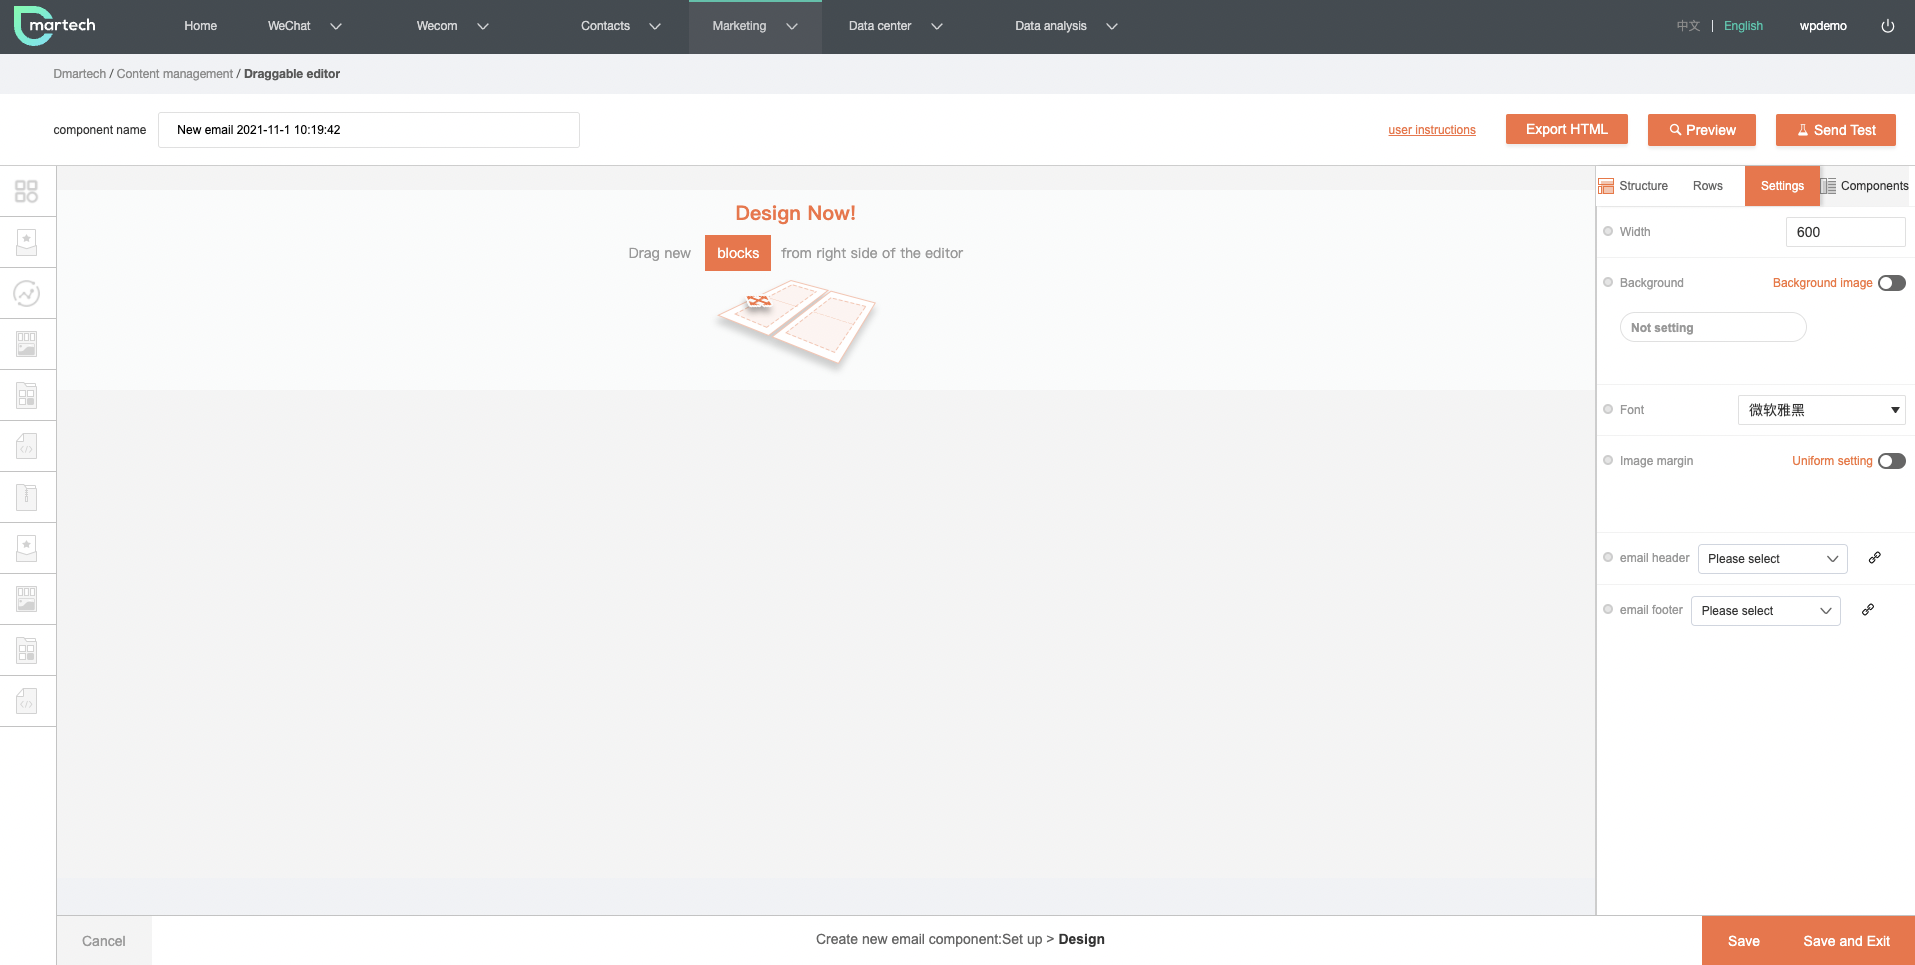 martech Home WeChat Wecom Contacts Marketing Data center Data analysis 中文 | English wpdemo
Dmartech / Content management / Draggable editor
component name New email 2021-11-1 10:19:42 user instructions Export HTML Preview Send Test
Structure Rows Settings Components
Design Now!
Drag new blocks from right side of the editor
Width 600
Background Background image
Not setting
Font 微软雅黑
Image margin Uniform setting
email header Please select
email footer Please select
Cancel Create new email component:Set up > Design Save Save and Exit